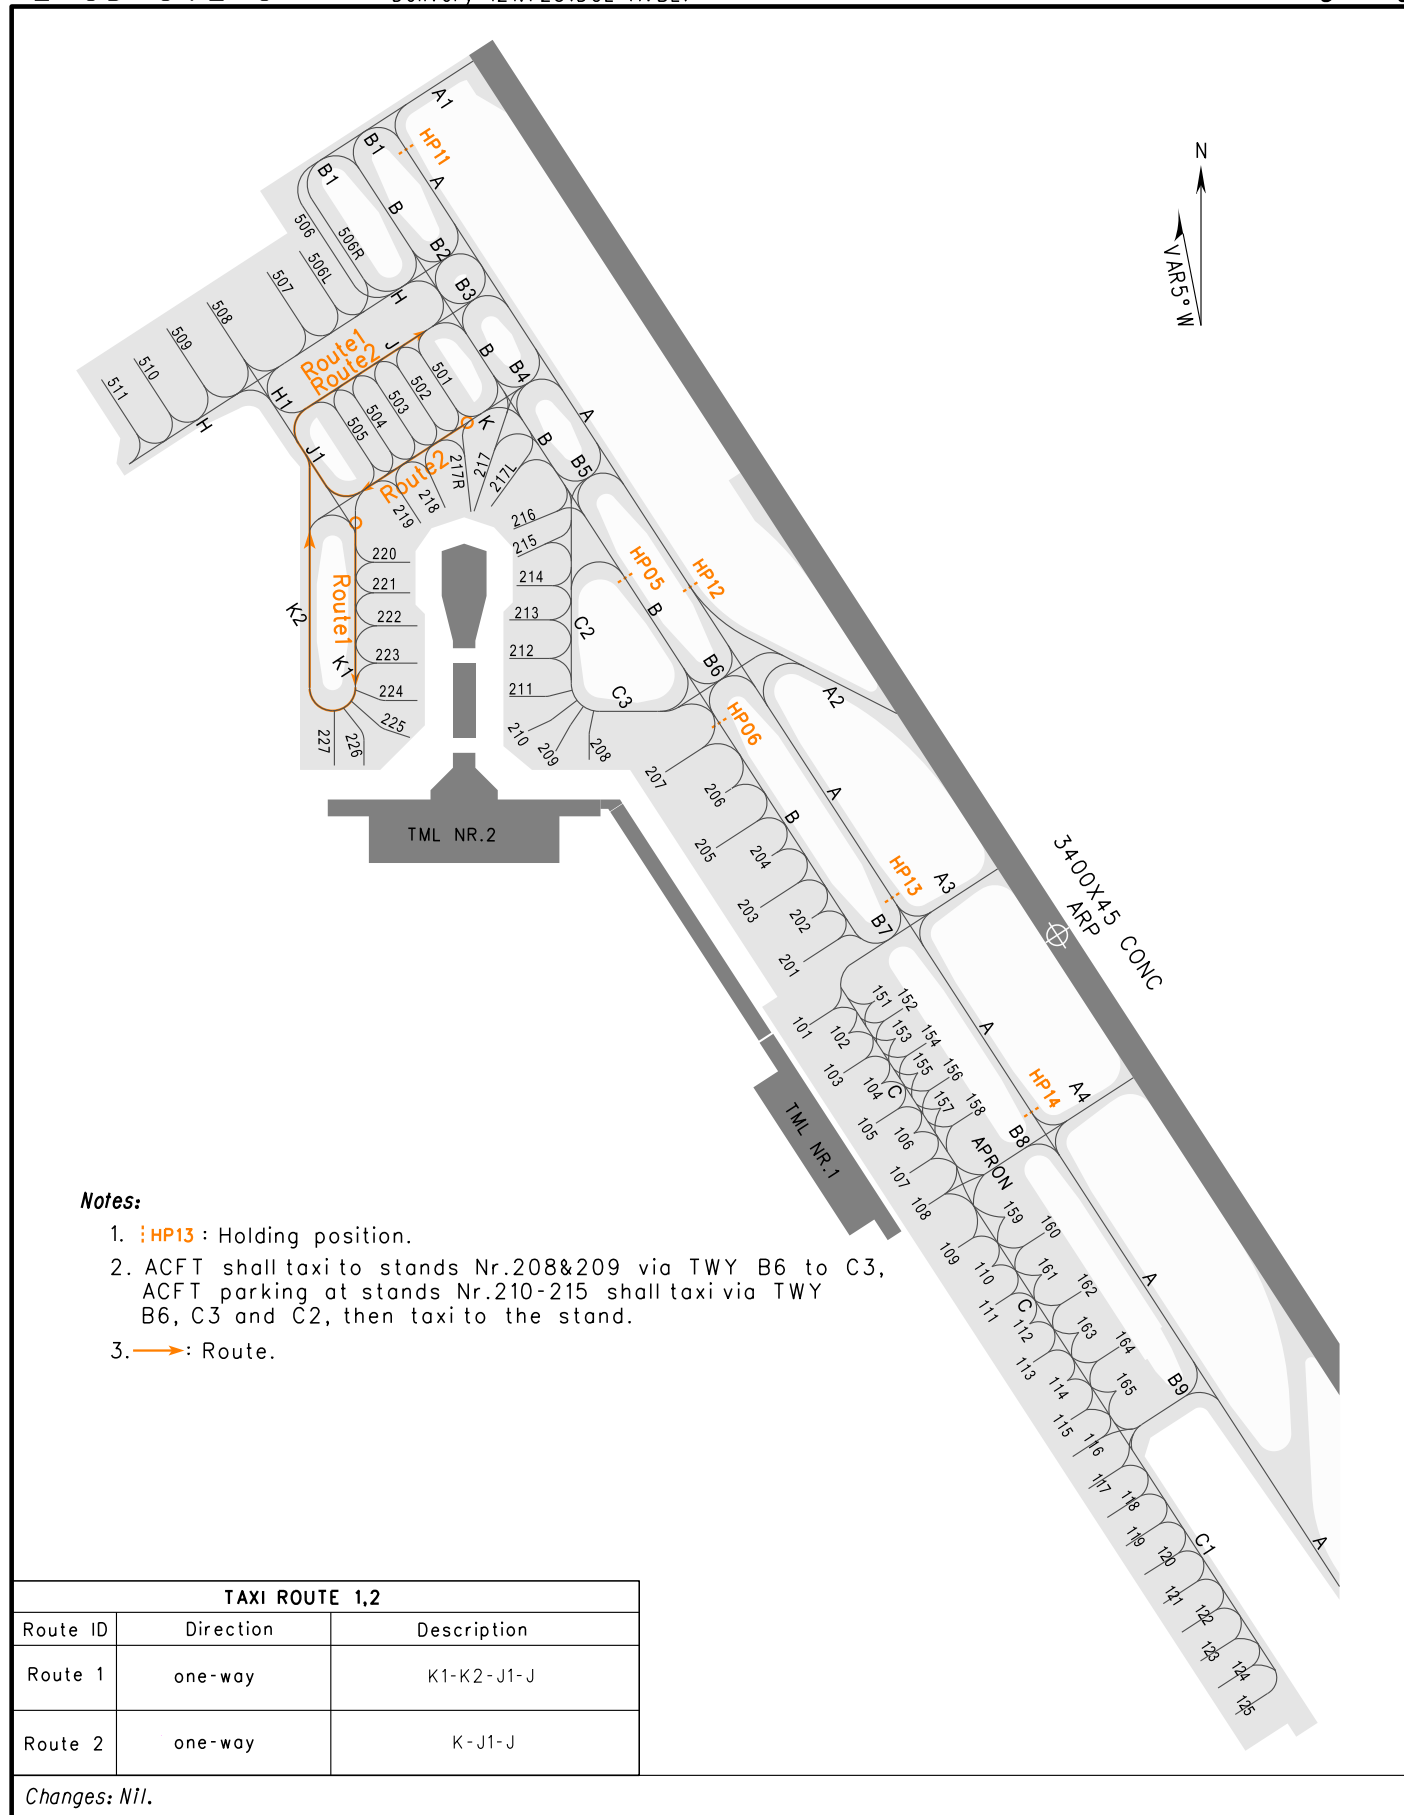 A1
HP11
B1
B1
A
B
506
506R
B2
506L
507
B3
H
508
509
510
511
Route1
Route2
J
501
502
503
504
505
H1
H
J1
B
B4
A
K
B
B5
217
217L
217R
Route2
218
219
216
215
214
213
212
211
210
209
208
220
221
222
223
224
225
226
227
K2
Route1
K1
HP05
HP12
B
C2
C3
B6
A2
HP06
207
206
205
204
203
202
201
B
A
HP13
A3
B7
TML NR.2
N
VAR5°W
3400X45 CONC
ARP
151
152
153
154
155
156
157
158
101
102
103
104
C
105
106
107
108
A
HP14
A4
B8
APRON
TML NR.1
159
160
161
162
163
164
165
109
110
111
C
112
113
114
115
116
117
118
119
120
121
122
123
124
125
A
B9
C1
A
Notes:
1. HP13 : Holding position.
2. ACFT shall taxi to stands Nr.208&209 via TWY B6 to C3,
ACFT parking at stands Nr.210-215 shall taxi via TWY
B6, C3 and C2, then taxi to the stand.
3. : Route.
TAXI ROUTE 1,2
Route ID Direction Description
Route 1 one-way K1-K2-J1-J
Route 2 one-way K-J1-J
Changes: Nil.